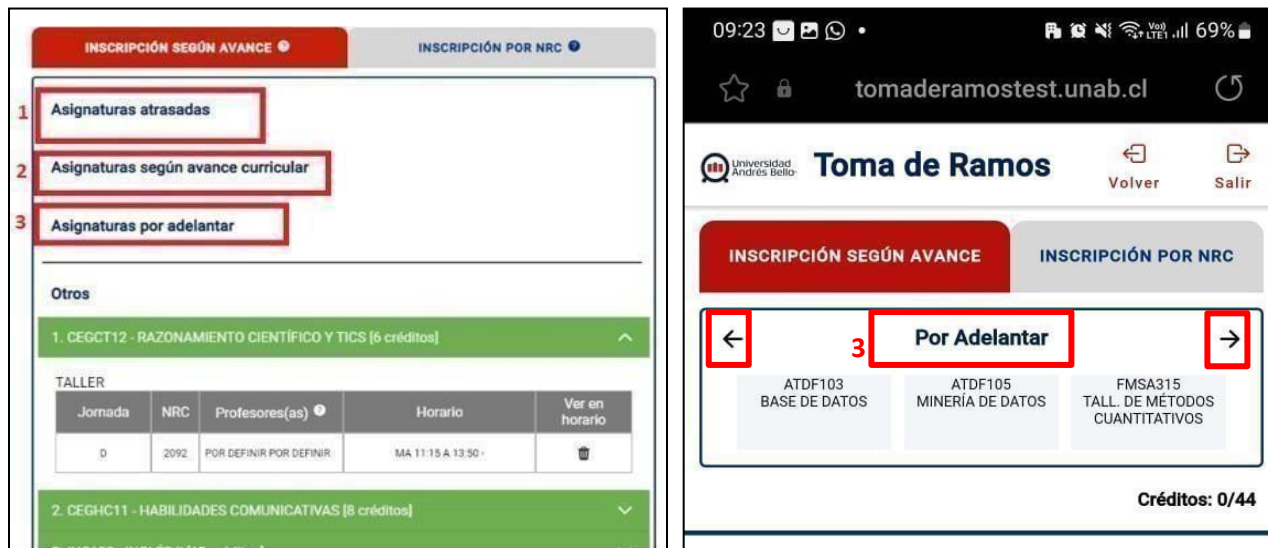 INSCRIPCIÓN SEGÚN AVANCE ?
INSCRIPCIÓN POR NRC ?
1 Asignaturas atrasadas
2 Asignaturas según avance curricular
3 Asignaturas por adelantar
Otros
1. CEGCT12 - RAZONAMIENTO CIENTÍFICO Y TICS [6 créditos]
TALLER
Jornada NRC Profesores(as) ? Horario Ver en
horario
D 2092 POR DEFINIR POR DEFINIR MA 11:15 A 13:50 -
2. CEGHC11 - HABILIDADES COMUNICATIVAS [8 créditos]
09:23 Vo)) LTE1 69%
tomaderamostest.unab.cl
Universidad
Andrés Bello
Toma de Ramos
Volver Salir
INSCRIPCIÓN SEGÚN AVANCE INSCRIPCIÓN POR NRC
← 3 Por Adelantar →
ATDF103
BASE DE DATOS
ATDF105
MINERÍA DE DATOS
FMSA315
TALL. DE MÉTODOS
CUANTITATIVOS
Créditos: 0/44